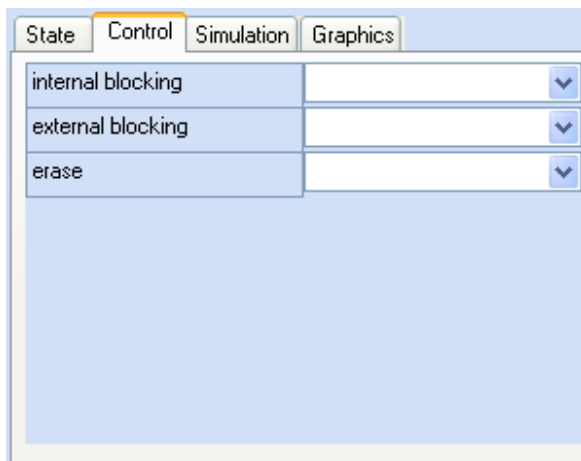 State Control Simulation Graphics
internal blocking
external blocking
erase